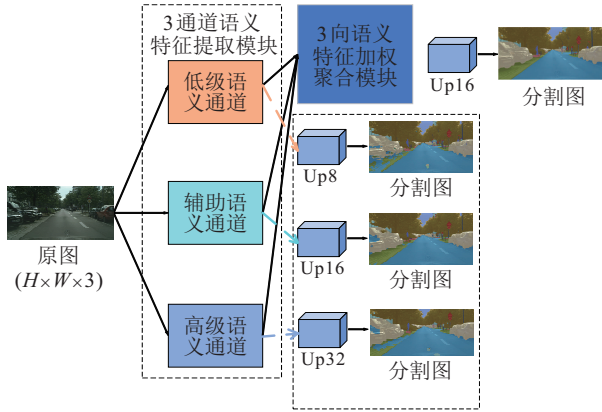 3通道语义
特征提取模块
低级语
义通道
辅助语
义通道
高级语
义通道
原图
(H×W×3)
3向语义
特征加权
聚合模块
Up16
分割图
Up8
分割图
Up16
分割图
Up32
分割图